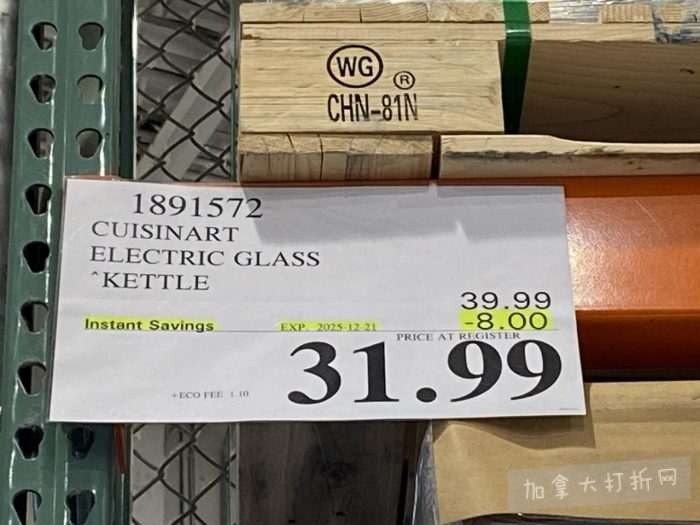 WG
®
CHN-81N
1891572
CUISINART
ELECTRIC GLASS
^KETTLE
39.99
Instant Savings EXP. 2025-12-21 -8.00
PRICE AT REGISTER
31.99
+ECO FEE 1.10
加拿大打折网